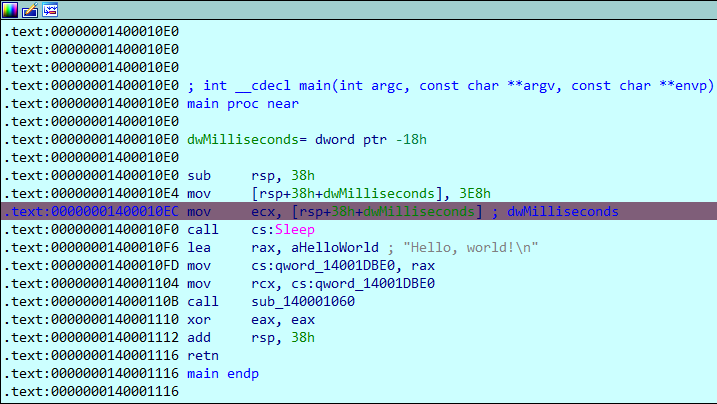 .text:00000001400010E0
.text:00000001400010E0
.text:00000001400010E0
.text:00000001400010E0 ; int __cdecl main(int argc, const char **argv, const char **envp)
.text:00000001400010E0 main proc near
.text:00000001400010E0
.text:00000001400010E0 dwMilliseconds= dword ptr -18h
.text:00000001400010E0
.text:00000001400010E0 sub     rsp, 38h
.text:00000001400010E4 mov     [rsp+38h+dwMilliseconds], 3E8h
.text:00000001400010EC mov     ecx, [rsp+38h+dwMilliseconds] ; dwMilliseconds
.text:00000001400010F0 call    cs:Sleep
.text:00000001400010F6 lea     rax, aHelloWorld ; "Hello, world!\n"
.text:00000001400010FD mov     cs:qword_14001DBE0, rax
.text:0000000140001104 mov     rcx, cs:qword_14001DBE0
.text:000000014000110B call    sub_140001060
.text:0000000140001110 xor     eax, eax
.text:0000000140001112 add     rsp, 38h
.text:0000000140001116 retn
.text:0000000140001116 main endp
.text:0000000140001116